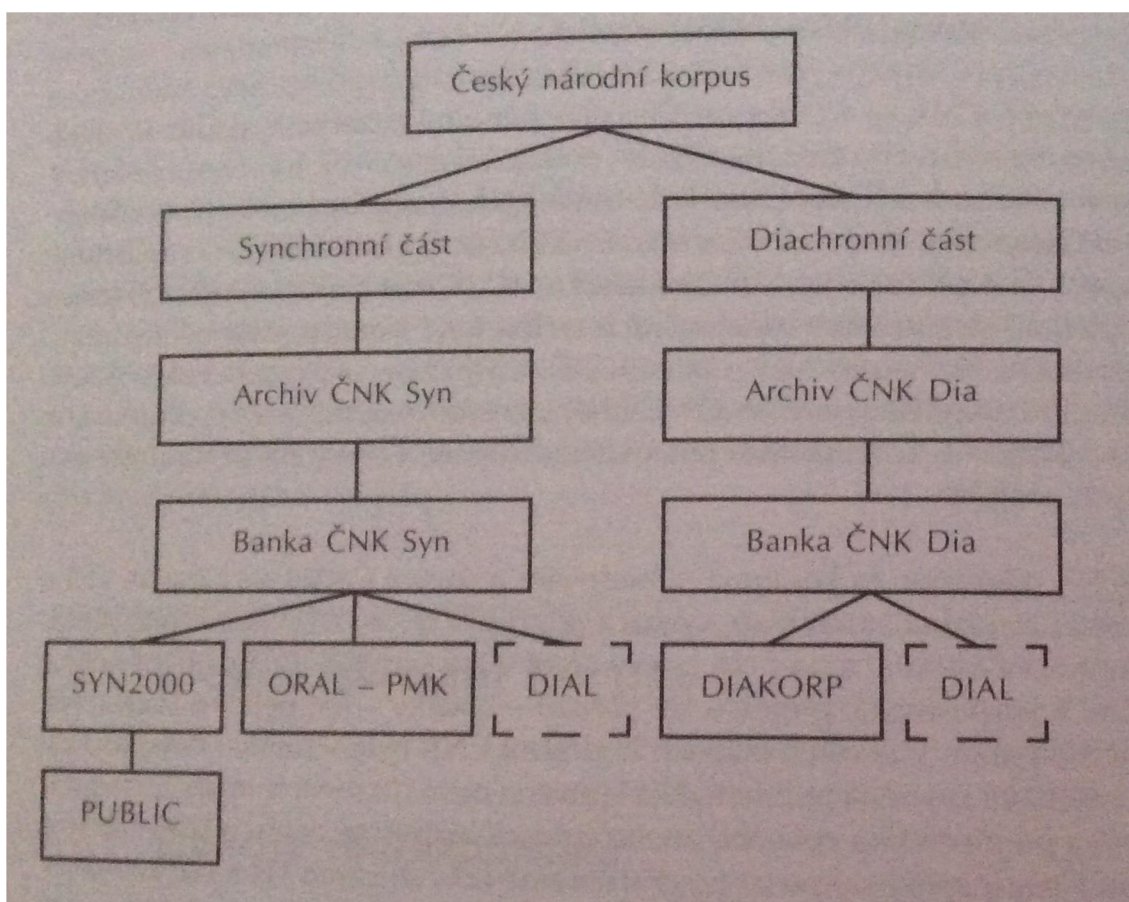 Český národní korpus
Synchronní část
Diachronní část
Archiv ČNK Syn
Archiv ČNK Dia
Banka ČNK Syn
Banka ČNK Dia
SYN2000
ORAL – PMK
DIAL
DIAKORP
DIAL
PUBLIC